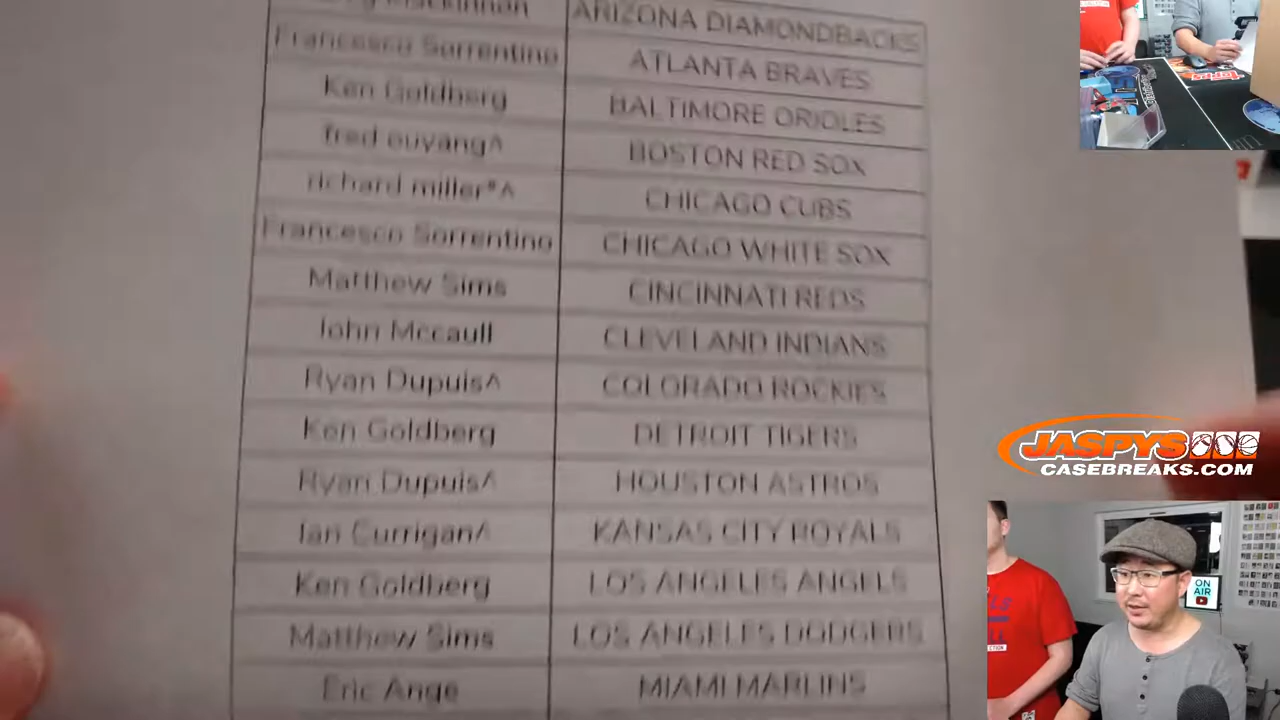 ARIZONA DIAMONDBACKS
Francesco Sorrentino ATLANTA BRAVES
Ken Goldberg BALTIMORE ORIOLES
fred ouyang^ BOSTON RED SOX
richard miller*^ CHICAGO CUBS
Francesco Sorrentino CHICAGO WHITE SOX
Matthew Sims CINCINNATI REDS
John Mccaull CLEVELAND INDIANS
Ryan Dupuis^ COLORADO ROCKIES
Ken Goldberg DETROIT TIGERS
Ryan Dupuis^ HOUSTON ASTROS
Ian Currigan^ KANSAS CITY ROYALS
Ken Goldberg LOS ANGELES ANGELS
Matthew Sims LOS ANGELES DODGERS
Eric Ange MIAMI MARLINS
JASPYS
CASEBREAKS.COM
ON
AIR